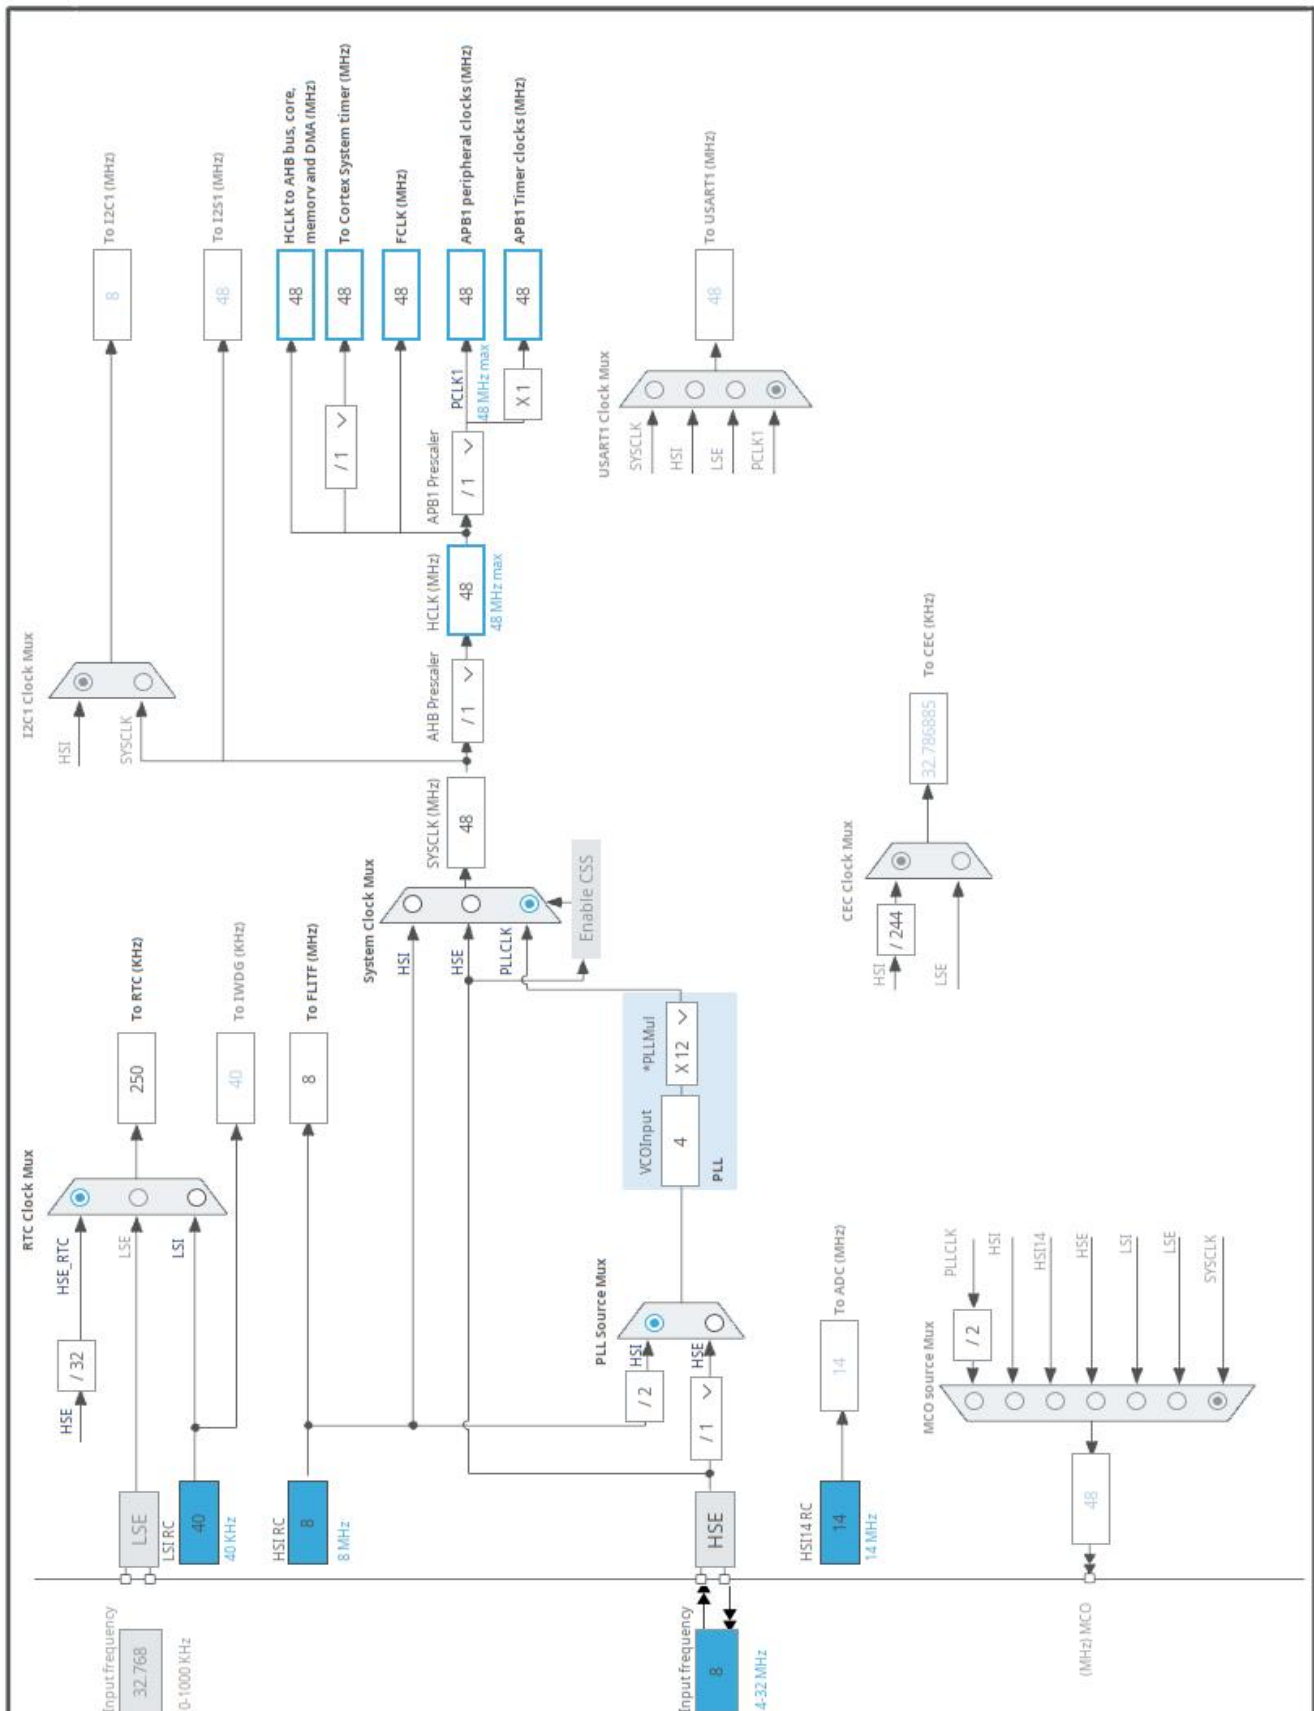 RTC Clock Mux
I2C1 Clock Mux
HSE
/ 32
HSE_RTC
HSI
To I2C1 (MHz)
8
SYSCLK
Input frequency
32.768
0-1000 KHz
LSE
LSE
250
To RTC (KHz)
LSI RC
40
40 KHz
LSI
40
To IWDG (KHz)
48
To I2S1 (MHz)
HSI RC
8
8 MHz
8
To FLITF (MHz)
48
HCLK to AHB bus, core,
memory and DMA (MHz)
/ 1
48
To Cortex System timer (MHz)
System Clock Mux
48
FCLK (MHz)
HSI
SYSCLK (MHz)
AHB Prescaler
HCLK (MHz)
APB1 Prescaler
PCLK1
HSE
48
/ 1
48
/ 1
48
APB1 peripheral clocks (MHz)
48 MHz max
48 MHz max
PLLCLK
X 1
48
APB1 Timer clocks (MHz)
Enable CSS
PLL Source Mux
USART1 Clock Mux
HSI
/ 2
VCOInput
*PLLMul
SYSCLK
4
X 12
HSI
Input frequency
8
4-32 MHz
HSE
/ 1
HSE
PLL
LSE
PCLK1
48
To USART1 (MHz)
HSI14 RC
14
14 MHz
14
To ADC (MHz)
CEC Clock Mux
HSI
/ 244
LSE
32.786885
To CEC (KHz)
MCO source Mux
/ 2
PLLCLK
HSI
HSI14
(MHz) MCO
48
HSE
LSI
LSE
SYSCLK